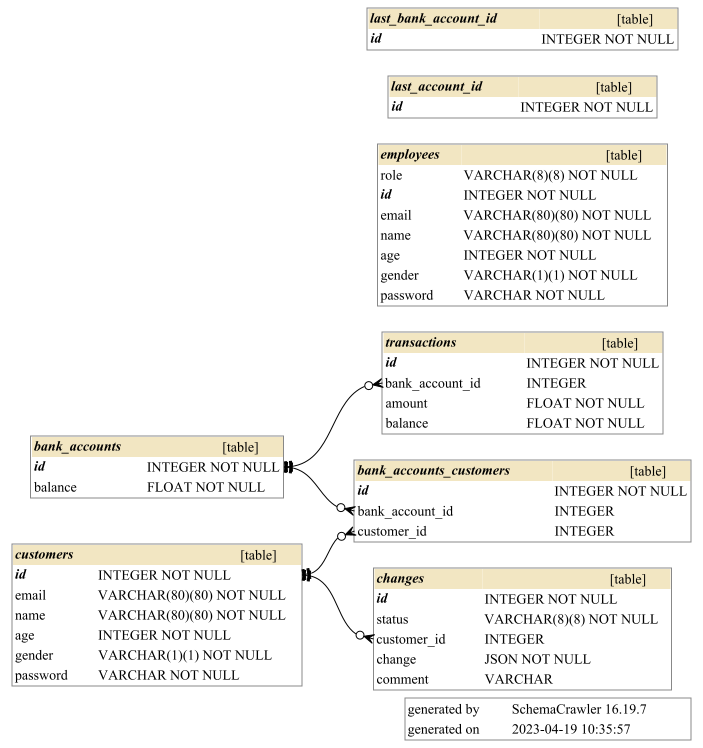 last_bank_account_id [table]
id INTEGER NOT NULL
last_account_id [table]
id INTEGER NOT NULL
employees [table]
role VARCHAR(8)(8) NOT NULL
id INTEGER NOT NULL
email VARCHAR(80)(80) NOT NULL
name VARCHAR(80)(80) NOT NULL
age INTEGER NOT NULL
gender VARCHAR(1)(1) NOT NULL
password VARCHAR NOT NULL
transactions [table]
id INTEGER NOT NULL
bank_account_id INTEGER
amount FLOAT NOT NULL
balance FLOAT NOT NULL
bank_accounts [table]
id INTEGER NOT NULL
balance FLOAT NOT NULL
bank_accounts_customers [table]
id INTEGER NOT NULL
bank_account_id INTEGER
customer_id INTEGER
customers [table]
id INTEGER NOT NULL
email VARCHAR(80)(80) NOT NULL
name VARCHAR(80)(80) NOT NULL
age INTEGER NOT NULL
gender VARCHAR(1)(1) NOT NULL
password VARCHAR NOT NULL
changes [table]
id INTEGER NOT NULL
status VARCHAR(8)(8) NOT NULL
customer_id INTEGER
change JSON NOT NULL
comment VARCHAR
generated by SchemaCrawler 16.19.7
generated on 2023-04-19 10:35:57